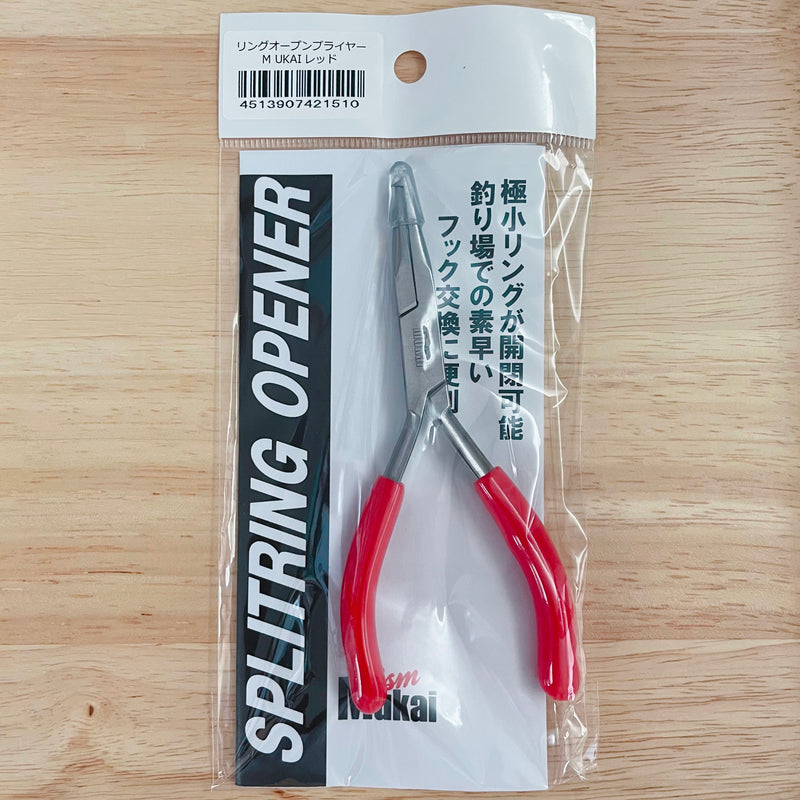 リングオープンプライヤー
M UKAI レッド
4513907421510
SPLITRING OPENER
極小リングが開閉可能
釣り場での素早い
フック交換に便利
Mukai